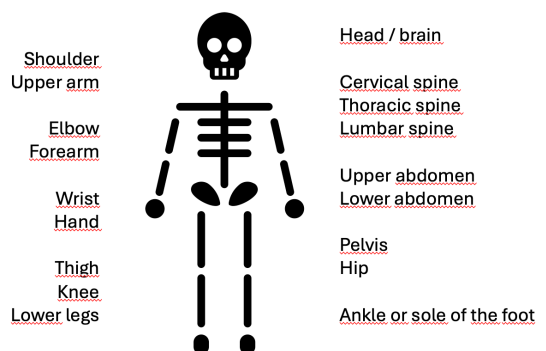 Shoulder
Upper arm
Elbow
Forearm
Wrist
Hand
Thigh
Knee
Lower legs
Head / brain
Cervical spine
Thoracic spine
Lumbar spine
Upper abdomen
Lower abdomen
Pelvis
Hip
Ankle or sole of the foot